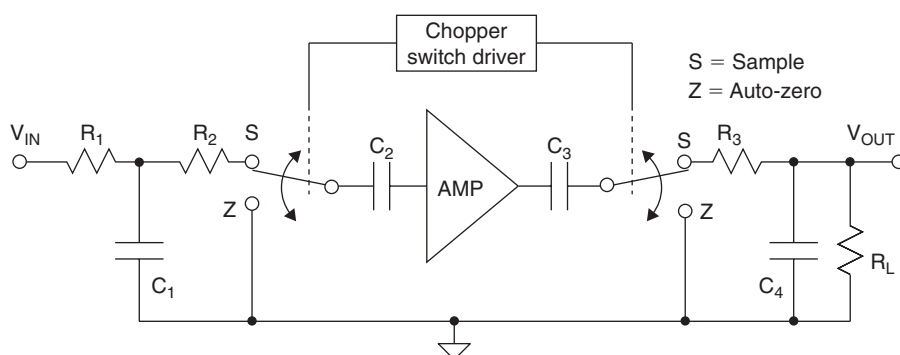 Chopper
switch driver
S = Sample
Z = Auto-zero
V_IN
R_1
R_2
S
C_2
AMP
C_3
S
R_3
V_OUT
Z
Z
C_1
C_4
R_L